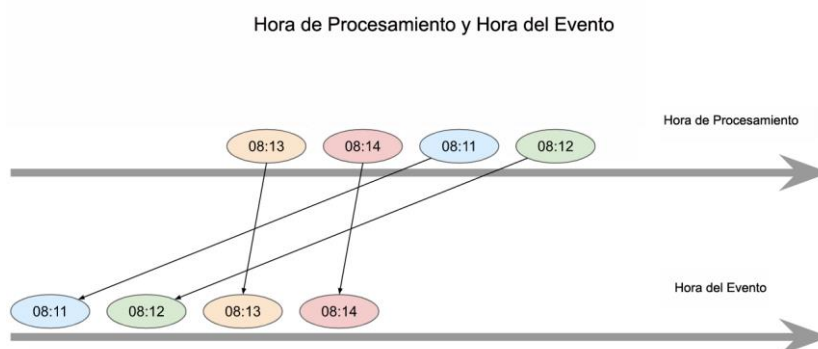 Hora de Procesamiento y Hora del Evento
Hora de Procesamiento
08:13 08:14 08:11 08:12
Hora del Evento
08:11 08:12 08:13 08:14